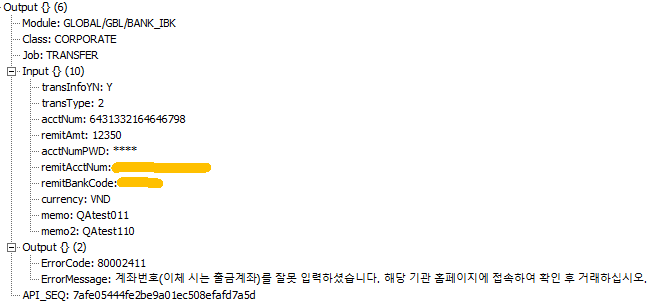 Output {} (6)
Module: GLOBAL/GBL/BANK_IBK
Class: CORPORATE
Job: TRANSFER
Input {} (10)
transInfoYN: Y
transType: 2
acctNum: 6431332164646798
remitAmt: 12350
acctNumPWD: ****
remitAcctNum:
remitBankCode:
currency: VND
memo: QAtest011
memo2: QAtest110
Output {} (2)
ErrorCode: 80002411
ErrorMessage: 계좌번호(이체 시는 출금계좌)를 잘못 입력하셨습니다. 해당 기관 홈페이지에 접속하여 확인 후 거래하십시오.
API_SEQ: 7afe05444fe2be9a01ec508efafd7a5d